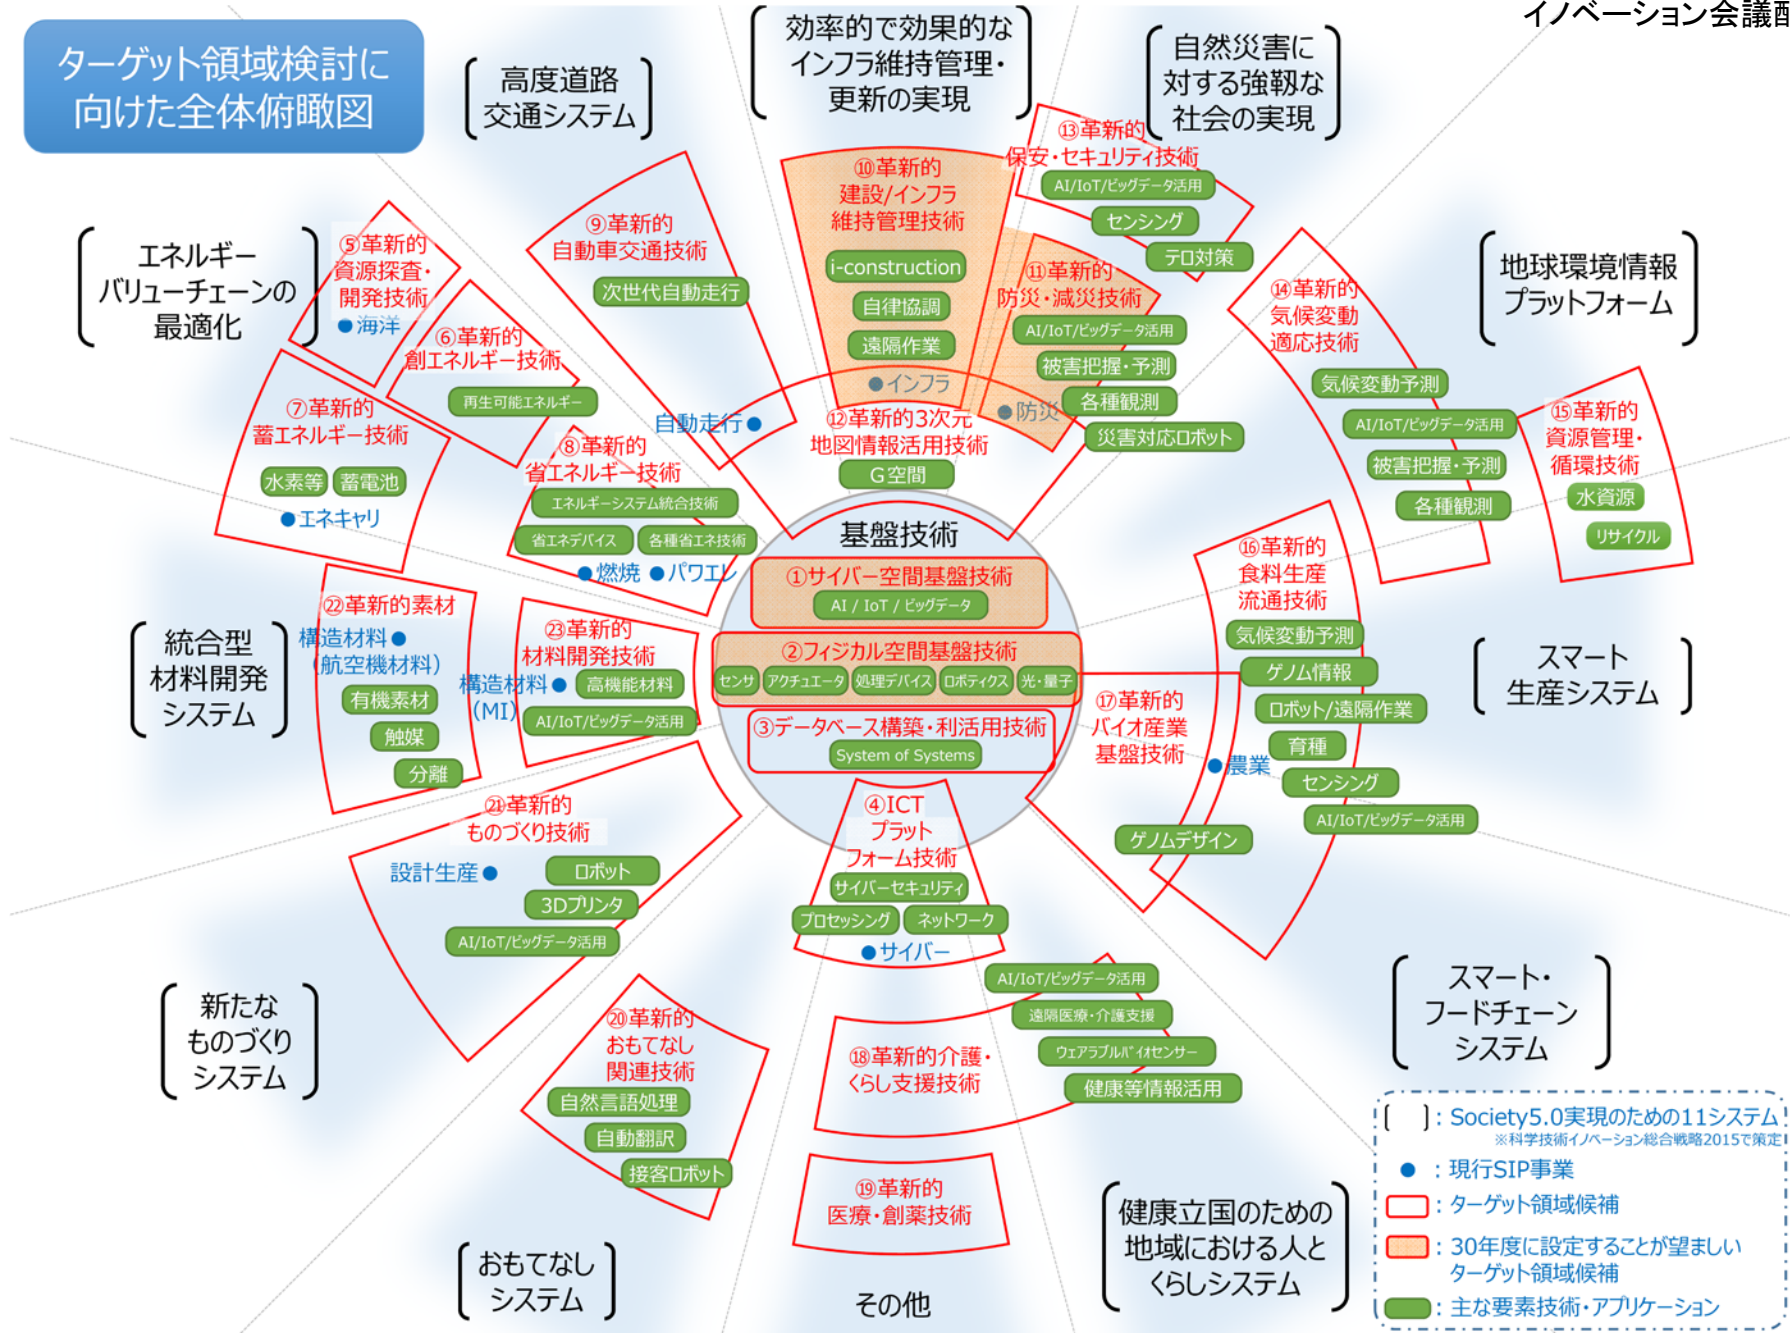 イノベーション会議
ターゲット領域検討に
向けた全体俯瞰図
高度道路
交通システム
効率的で効果的な
インフラ維持管理・
更新の実現
自然災害に
対する強靱な
社会の実現
エネルギー
バリューチェーンの
最適化
地球環境情報
プラットフォーム
⑤革新的
資源探査・
開発技術
●海洋
⑥革新的
創エネルギー技術
再生可能エネルギー
⑦革新的
蓄エネルギー技術
水素等 蓄電池
●エネキャリ
⑧革新的
省エネルギー技術
エネルギーシステム統合技術
省エネデバイス 各種省エネ技術
●燃焼 ●パワエレ
⑨革新的
自動車交通技術
次世代自動走行
自動走行●
⑩革新的
建設/インフラ
維持管理技術
i-construction
自律協調
遠隔作業
●インフラ
⑪革新的
防災・減災技術
AI/IoT/ビッグデータ活用
被害把握・予測
各種観測
災害対応ロボット
●防災
⑫革新的3次元
地図情報活用技術
G空間
⑬革新的
保安・セキュリティ技術
AI/IoT/ビッグデータ活用
センシング
テロ対策
⑭革新的
気候変動
適応技術
気候変動予測
AI/IoT/ビッグデータ活用
被害把握・予測
各種観測
⑮革新的
資源管理・
循環技術
水資源
リサイクル
基盤技術
①サイバー空間基盤技術
AI / IoT / ビッグデータ
②フィジカル空間基盤技術
センサ アクチュエータ 処理デバイス ロボティクス 光・量子
③データベース構築・利活用技術
System of Systems
④ICT
プラット
フォーム技術
サイバーセキュリティ
プロセッシング ネットワーク
●サイバー
⑯革新的
食料生産
流通技術
気候変動予測
ゲノム情報
ロボット/遠隔作業
育種
センシング
AI/IoT/ビッグデータ活用
⑰革新的
バイオ産業
基盤技術
●農業
ゲノムデザイン
スマート
生産システム
統合型
材料開発
システム
㉒革新的素材
構造材料●
(航空機材料)
有機素材
触媒
分離
㉓革新的
材料開発技術
構造材料●
(MI)
高機能材料
AI/IoT/ビッグデータ活用
㉑革新的
ものづくり技術
設計生産●
ロボット
3Dプリンタ
AI/IoT/ビッグデータ活用
新たな
ものづくり
システム
⑳革新的
おもてなし
関連技術
自然言語処理
自動翻訳
接客ロボット
おもてなし
システム
AI/IoT/ビッグデータ活用
遠隔医療・介護支援
ウェアラブルバイオセンサー
健康等情報活用
⑱革新的介護・
くらし支援技術
⑲革新的
医療・創薬技術
その他
健康立国のための
地域における人と
くらしシステム
スマート・
フードチェーン
システム
[ ]：Society5.0実現のための11システム
※科学技術イノベーション総合戦略2015で策定
●：現行SIP事業
：ターゲット領域候補
：30年度に設定することが望ましい
ターゲット領域候補
：主な要素技術・アプリケーション